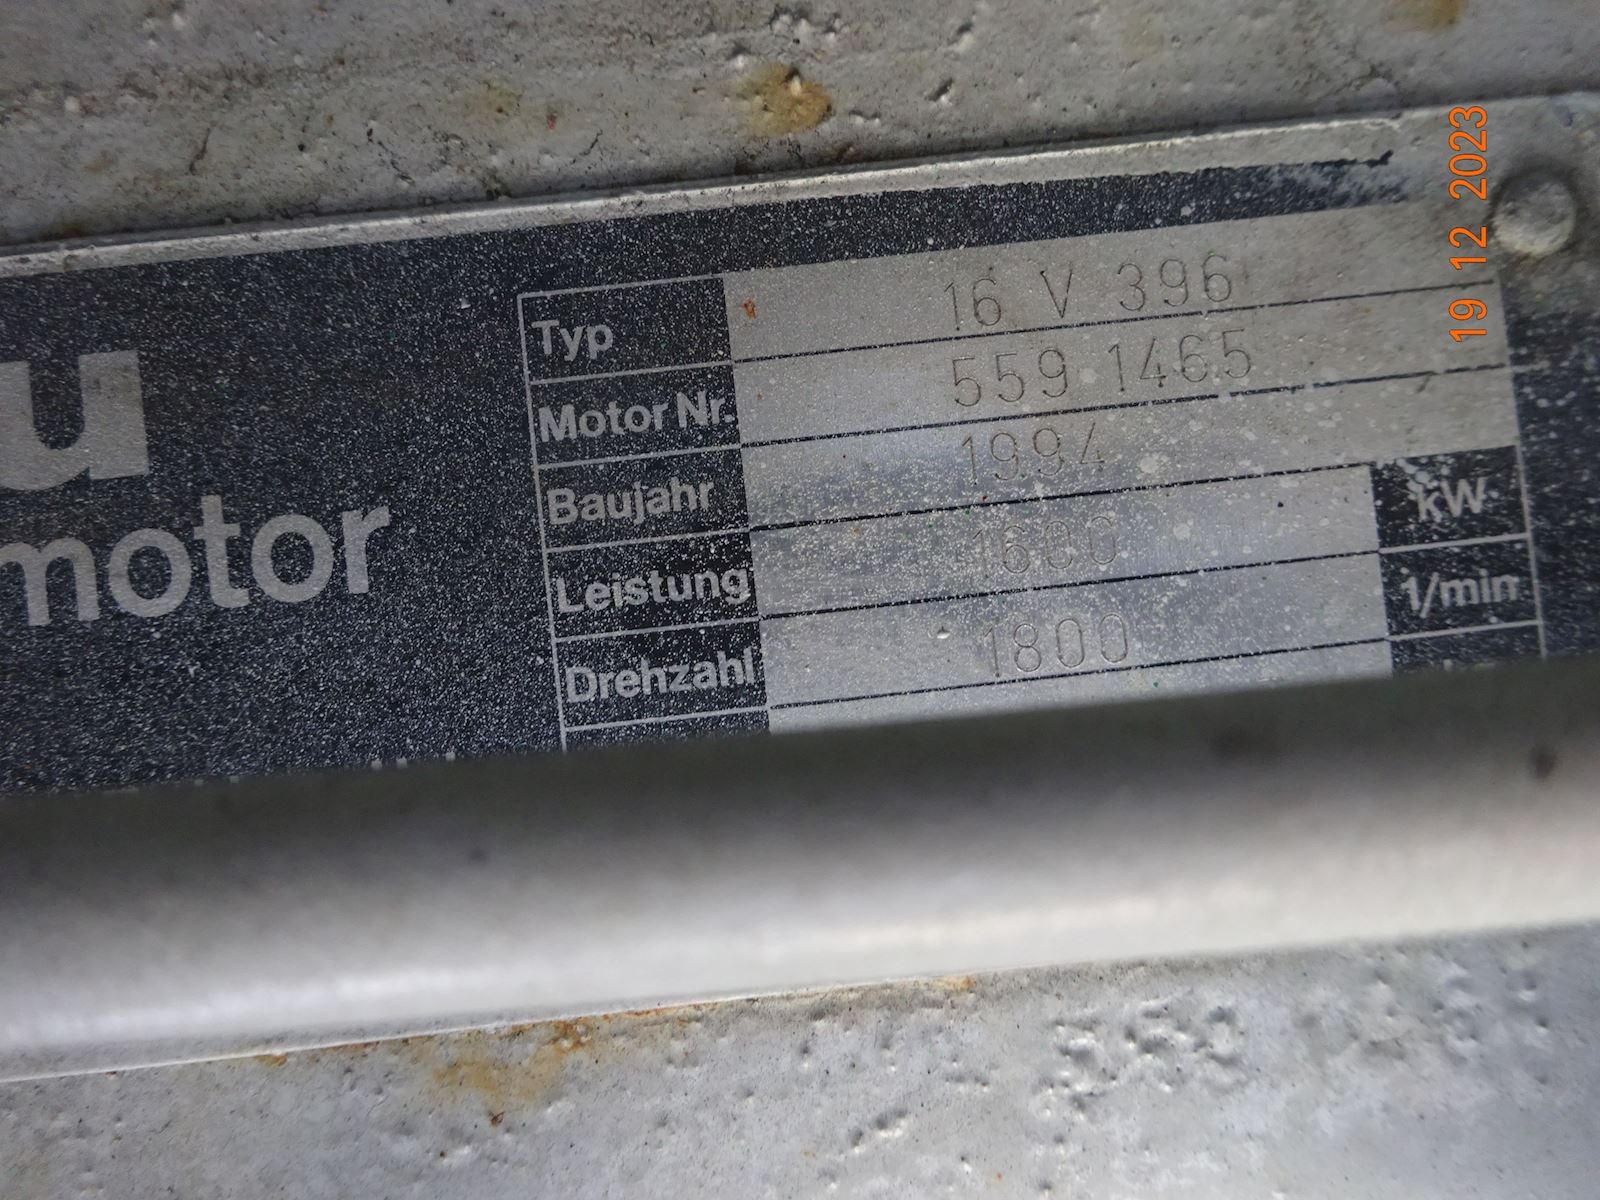 Typ 16 V 396
Motor Nr. 559 1465
Baujahr 1994
Leistung 1600 kW
Drehzahl 1800 1/min
u
motor
19 12 2023